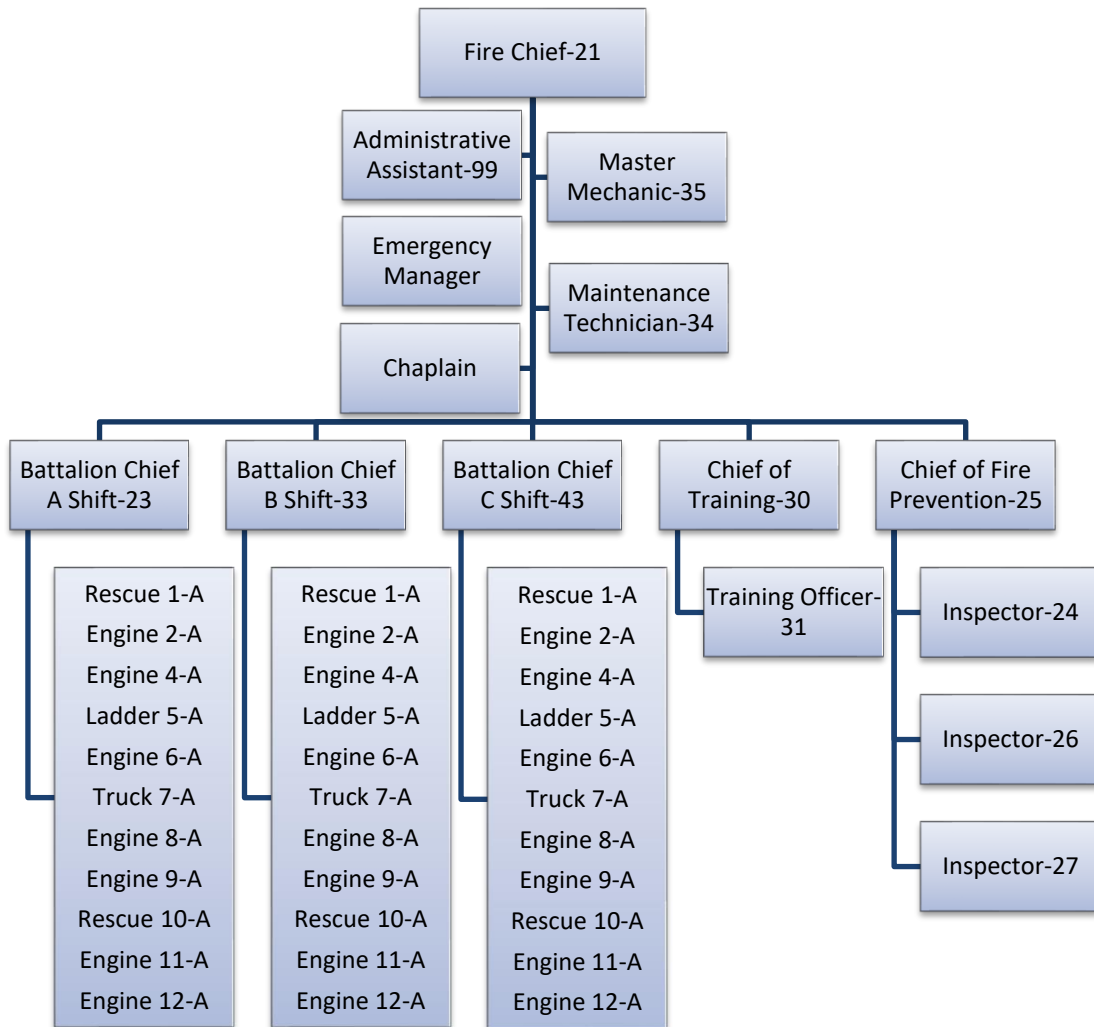 Fire Chief-21
Administrative
Assistant-99
Master
Mechanic-35
Emergency
Manager
Maintenance
Technician-34
Chaplain
Battalion Chief
A Shift-23
Battalion Chief
B Shift-33
Battalion Chief
C Shift-43
Chief of
Training-30
Chief of Fire
Prevention-25
Rescue 1-A
Engine 2-A
Engine 4-A
Ladder 5-A
Engine 6-A
Truck 7-A
Engine 8-A
Engine 9-A
Rescue 10-A
Engine 11-A
Engine 12-A
Rescue 1-A
Engine 2-A
Engine 4-A
Ladder 5-A
Engine 6-A
Truck 7-A
Engine 8-A
Engine 9-A
Rescue 10-A
Engine 11-A
Engine 12-A
Rescue 1-A
Engine 2-A
Engine 4-A
Ladder 5-A
Engine 6-A
Truck 7-A
Engine 8-A
Engine 9-A
Rescue 10-A
Engine 11-A
Engine 12-A
Training Officer-
31
Inspector-24
Inspector-26
Inspector-27